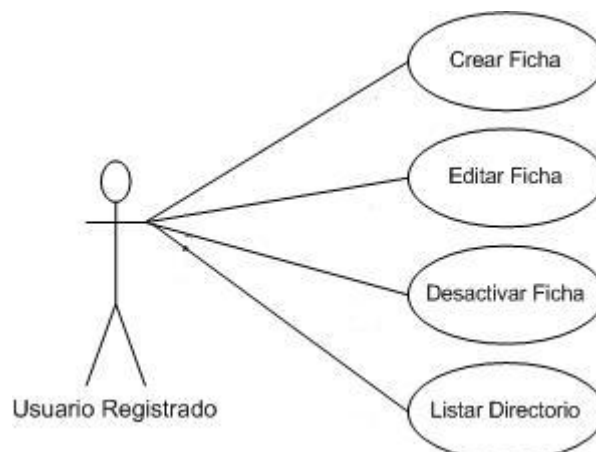 Crear Ficha
Editar Ficha
Desactivar Ficha
Usuario Registrado
Listar Directorio